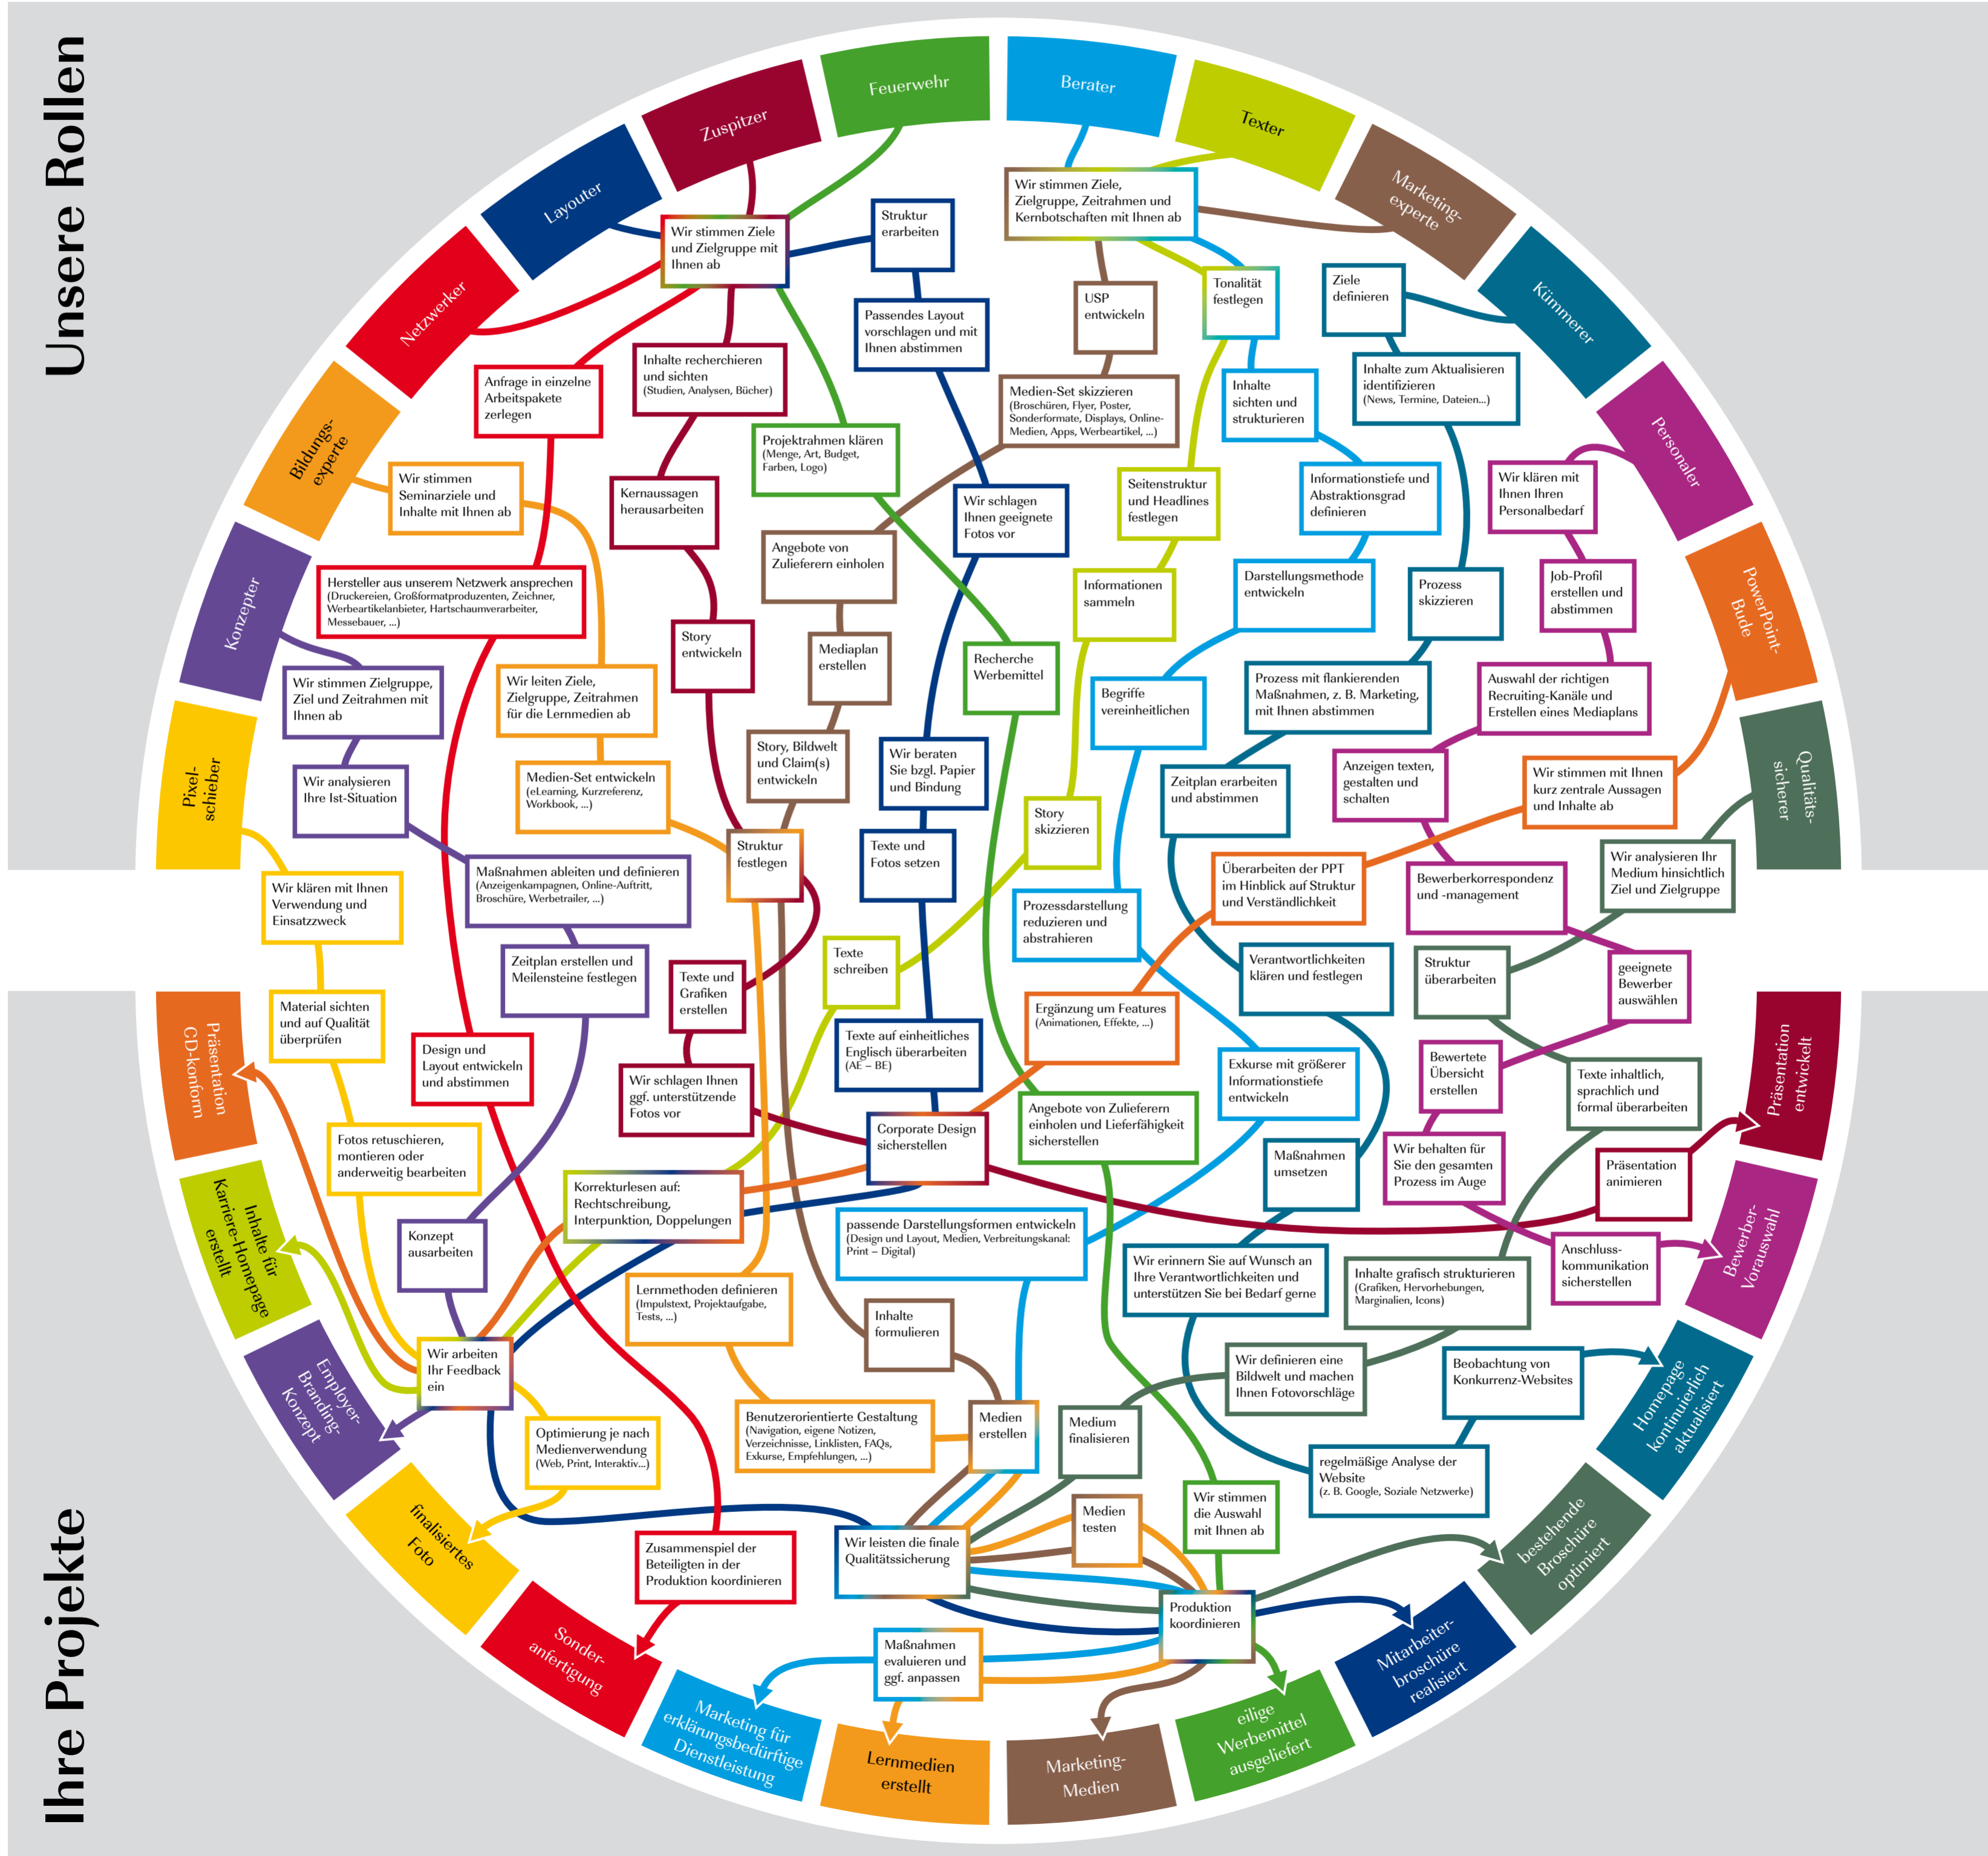 Unsere Rollen
Feuerwehr
Berater
Zuspitzer
Texter
Layouter
Marketing-
experte
Netzwerker
Kümmerer
Bildungs-
experte
Personaler
Konzepter
PowerPoint-
Bude
Pixel-
schieber
Qualitäts-
sicherer
Wir stimmen Ziele,
Zielgruppe, Zeitrahmen und
Kernbotschaften mit Ihnen ab
Wir stimmen Ziele
und Zielgruppe mit
Ihnen ab
Struktur
erarbeiten
Tonalität
festlegen
Ziele
definieren
USP
entwickeln
Passendes Layout
vorschlagen und mit
Ihnen abstimmen
Inhalte recherchieren
und sichten
(Studien, Analysen, Bücher)
Anfrage in einzelne
Arbeitspakete
zerlegen
Medien-Set skizzieren
(Broschüren, Flyer, Poster,
Sonderformate, Displays, Online-
Medien, Apps, Werbeartikel, ...)
Inhalte
sichten und
strukturieren
Inhalte zum Aktualisieren
identifizieren
(News, Termine, Dateien...)
Projektrahmen klären
(Menge, Art, Budget,
Farben, Logo)
Wir stimmen
Seminarziele und
Inhalte mit Ihnen ab
Kernaussagen
herausarbeiten
Wir schlagen
Ihnen geeignete
Fotos vor
Seitenstruktur
und Headlines
festlegen
Informationstiefe und
Abstraktionsgrad
definieren
Wir klären mit
Ihnen Ihren
Personalbedarf
Angebote von
Zulieferern einholen
Hersteller aus unserem Netzwerk ansprechen
(Druckereien, Großformatproduzenten, Zeichner,
Werbeartikelanbieter, Hartschaumverarbeiter,
Messebauer, ...)
Informationen
sammeln
Darstellungsmethode
entwickeln
Prozess
skizzieren
Job-Profil
erstellen und
abstimmen
Story
entwickeln
Mediaplan
erstellen
Recherche
Werbemittel
Wir stimmen Zielgruppe,
Ziel und Zeitrahmen mit
Ihnen ab
Wir leiten Ziele,
Zielgruppe, Zeitrahmen
für die Lernmedien ab
Begriffe
vereinheitlichen
Prozess mit flankierenden
Maßnahmen, z. B. Marketing,
mit Ihnen abstimmen
Auswahl der richtigen
Recruiting-Kanäle und
Erstellen eines Mediaplans
Story, Bildwelt
und Claim(s)
entwickeln
Wir beraten
Sie bzgl. Papier
und Bindung
Wir analysieren
Ihre Ist-Situation
Medien-Set entwickeln
(eLearning, Kurzreferenz,
Workbook, ...)
Zeitplan erarbeiten
und abstimmen
Anzeigen texten,
gestalten und
schalten
Wir stimmen mit Ihnen
kurz zentrale Aussagen
und Inhalte ab
Story
skizzieren
Struktur
festlegen
Texte und
Fotos setzen
Wir klären mit Ihnen
Verwendung und
Einsatzzweck
Maßnahmen ableiten und definieren
(Anzeigenkampagnen, Online-Auftritt,
Broschüre, Werbetrailer, ...)
Überarbeiten der PPT
im Hinblick auf Struktur
und Verständlichkeit
Bewerberkorrespondenz
und -management
Wir analysieren Ihr
Medium hinsichtlich
Ziel und Zielgruppe
Prozessdarstellung
reduzieren und
abstrahieren
Zeitplan erstellen und
Meilensteine festlegen
Texte
schreiben
Texte und
Grafiken
erstellen
Verantwortlichkeiten
klären und festlegen
Struktur
überarbeiten
geeignete
Bewerber
auswählen
Material sichten
und auf Qualität
überprüfen
Ergänzung um Features
(Animationen, Effekte, ...)
Design und
Layout entwickeln
und abstimmen
Texte auf einheitliches
Englisch überarbeiten
(AE – BE)
Exkurse mit größerer
Informationstiefe
entwickeln
Bewertete
Übersicht
erstellen
Texte inhaltlich,
sprachlich und
formal überarbeiten
Wir schlagen Ihnen
ggf. unterstützende
Fotos vor
Angebote von Zulieferern
einholen und Lieferfähigkeit
sicherstellen
Corporate Design
sicherstellen
Fotos retuschieren,
montieren oder
anderweitig bearbeiten
Maßnahmen
umsetzen
Wir behalten für
Sie den gesamten
Prozess im Auge
Präsentation
animieren
Korrekturlesen auf:
Rechtschreibung,
Interpunktion, Doppelungen
Konzept
ausarbeiten
passende Darstellungsformen entwickeln
(Design und Layout, Medien, Verbreitungskanal:
Print – Digital)
Wir erinnern Sie auf Wunsch an
Ihre Verantwortlichkeiten und
unterstützen Sie bei Bedarf gerne
Anschluss-
kommunikation
sicherstellen
Inhalte grafisch strukturieren
(Grafiken, Hervorhebungen,
Marginalien, Icons)
Lernmethoden definieren
(Impulstext, Projektaufgabe,
Tests, ...)
Inhalte
formulieren
Wir arbeiten
Ihr Feedback
ein
Wir definieren eine
Bildwelt und machen
Ihnen Fotovorschläge
Beobachtung von
Konkurrenz-Websites
Benutzerorientierte Gestaltung
(Navigation, eigene Notizen,
Verzeichnisse, Linklisten, FAQs,
Exkurse, Empfehlungen, ...)
Medien
erstellen
Medium
finalisieren
Optimierung je nach
Medienverwendung
(Web, Print, Interaktiv...)
regelmäßige Analyse der
Website
(z. B. Google, Soziale Netzwerke)
Wir stimmen
die Auswahl
mit Ihnen ab
Medien
testen
Wir leisten die finale
Qualitätssicherung
Zusammenspiel der
Beteiligten in der
Produktion koordinieren
Produktion
koordinieren
Maßnahmen
evaluieren und
ggf. anpassen
Ihre Projekte
Präsentation
CD-konform
Präsentation
entwickelt
Inhalte für
Karriere-Homepage
erstellt
Bewerber-
Vorauswahl
Employer-
Branding-
Konzept
Homepage
kontinuierlich
aktualisiert
finalisiertes
Foto
bestehende
Broschüre
optimiert
Sonder-
anfertigung
Mitarbeiter-
broschüre
realisiert
Marketing für
erklärungsbedürftige
Dienstleistung
Lernmedien
erstellt
Marketing-
Medien
eilige
Werbemittel
ausgeliefert